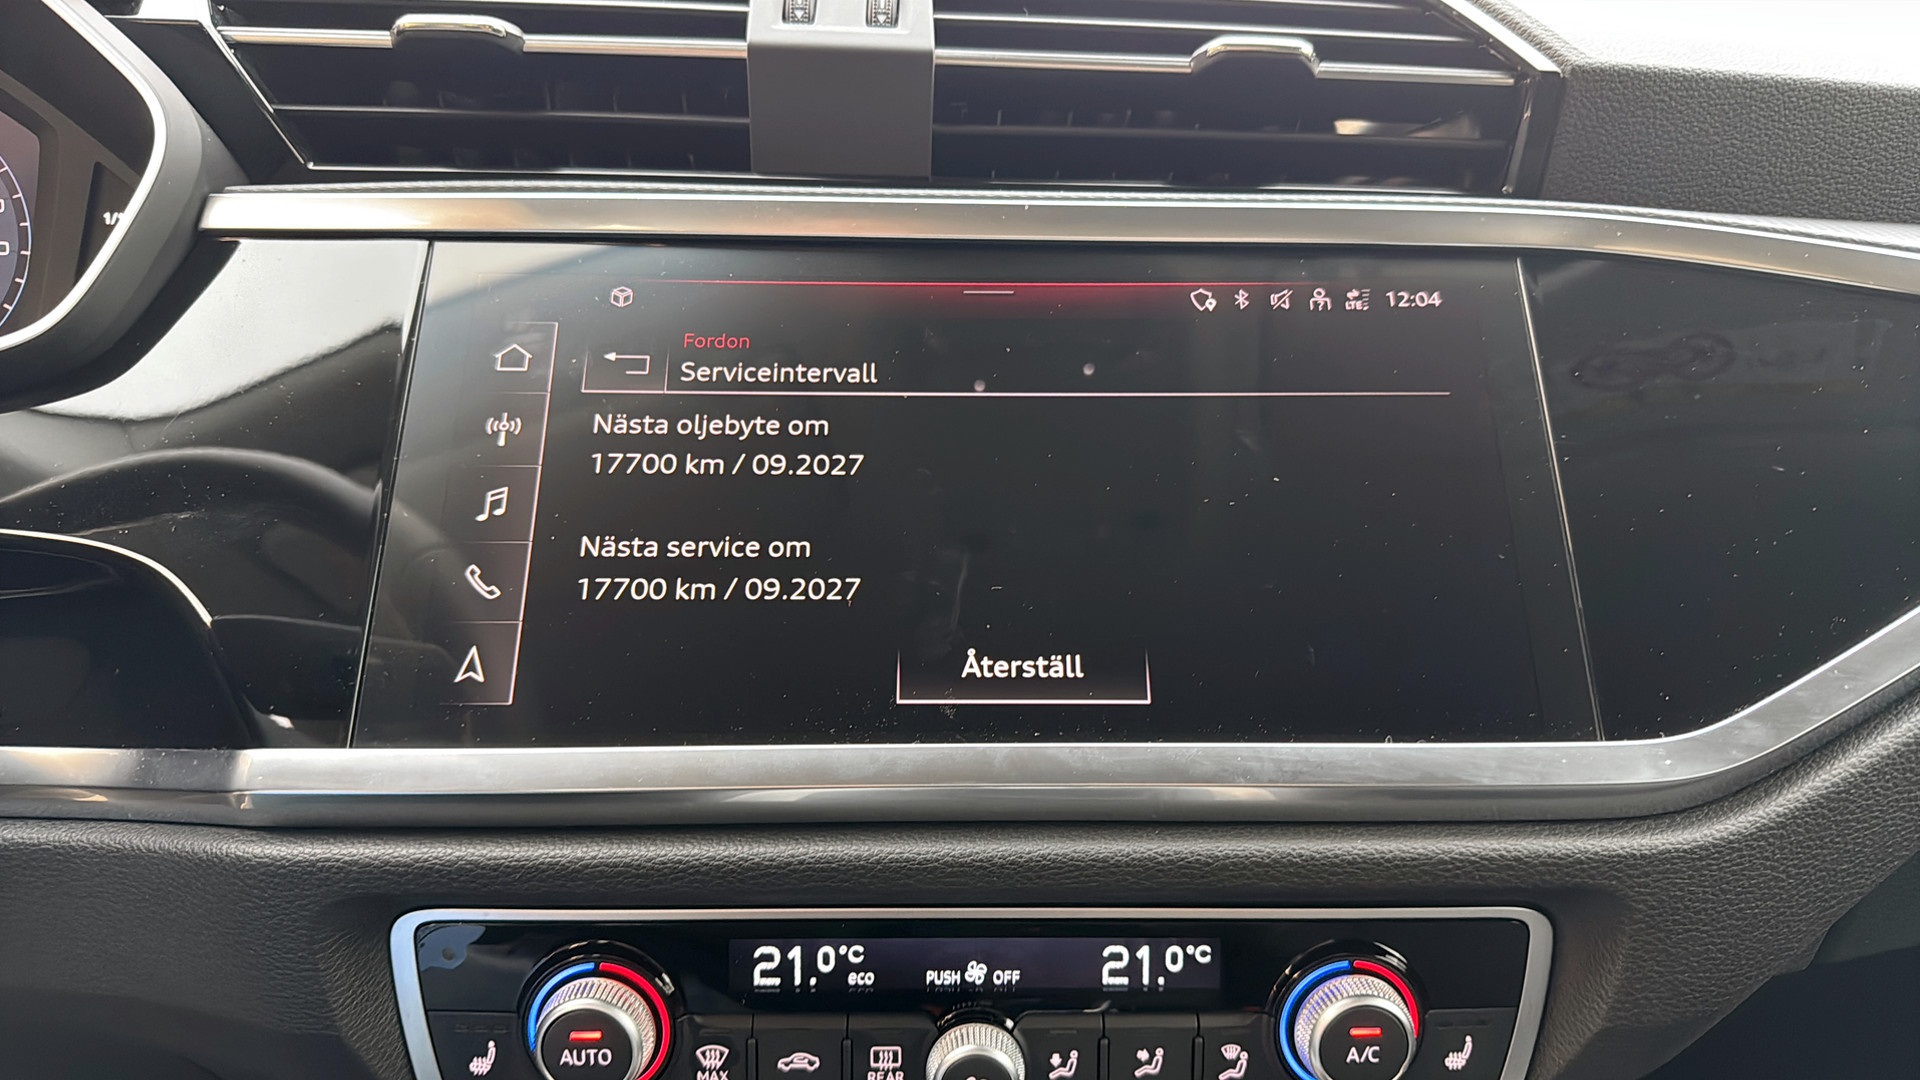 LTE
12:04
Fordon
Serviceintervall
Nästa oljebyte om
17700 km / 09.2027
Nästa service om
17700 km / 09.2027
Återställ
21.0°C
eco
PUSH OFF
21.0°C
AUTO
MAX
REAR
A/C